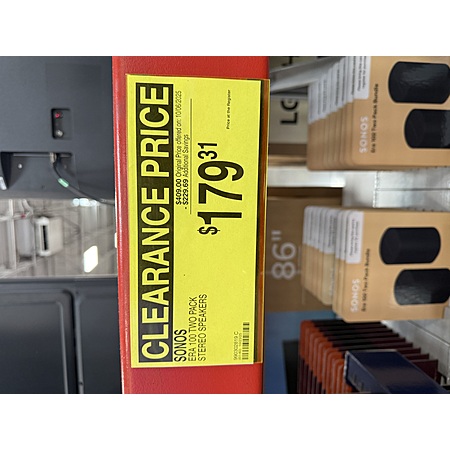 CLEARANCE PRICE
$409.00 Original Price offered on: 10/06/2025
- $229.69 Additional Savings
$179.31
Price at the Register
SONOS
ERA 100 TWO PACK
STEREO SPEAKERS
86"
SONOS
Era 100 Two-Pack Bundle
SONOS
Era 100 Two-Pack Bundle